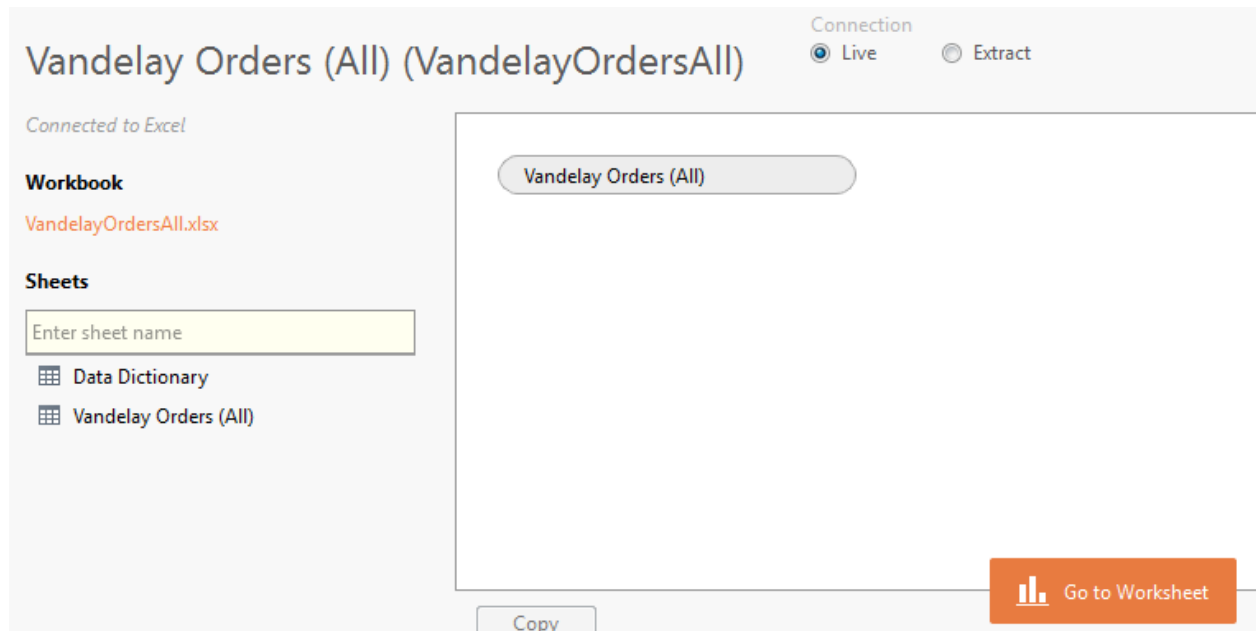 Vandelay Orders (All) (VandelayOrdersAll)
Connection
Live
Extract
Connected to Excel
Workbook
VandelayOrdersAll.xlsx
Sheets
Enter sheet name
Data Dictionary
Vandelay Orders (All)
Vandelay Orders (All)
Go to Worksheet
Copy